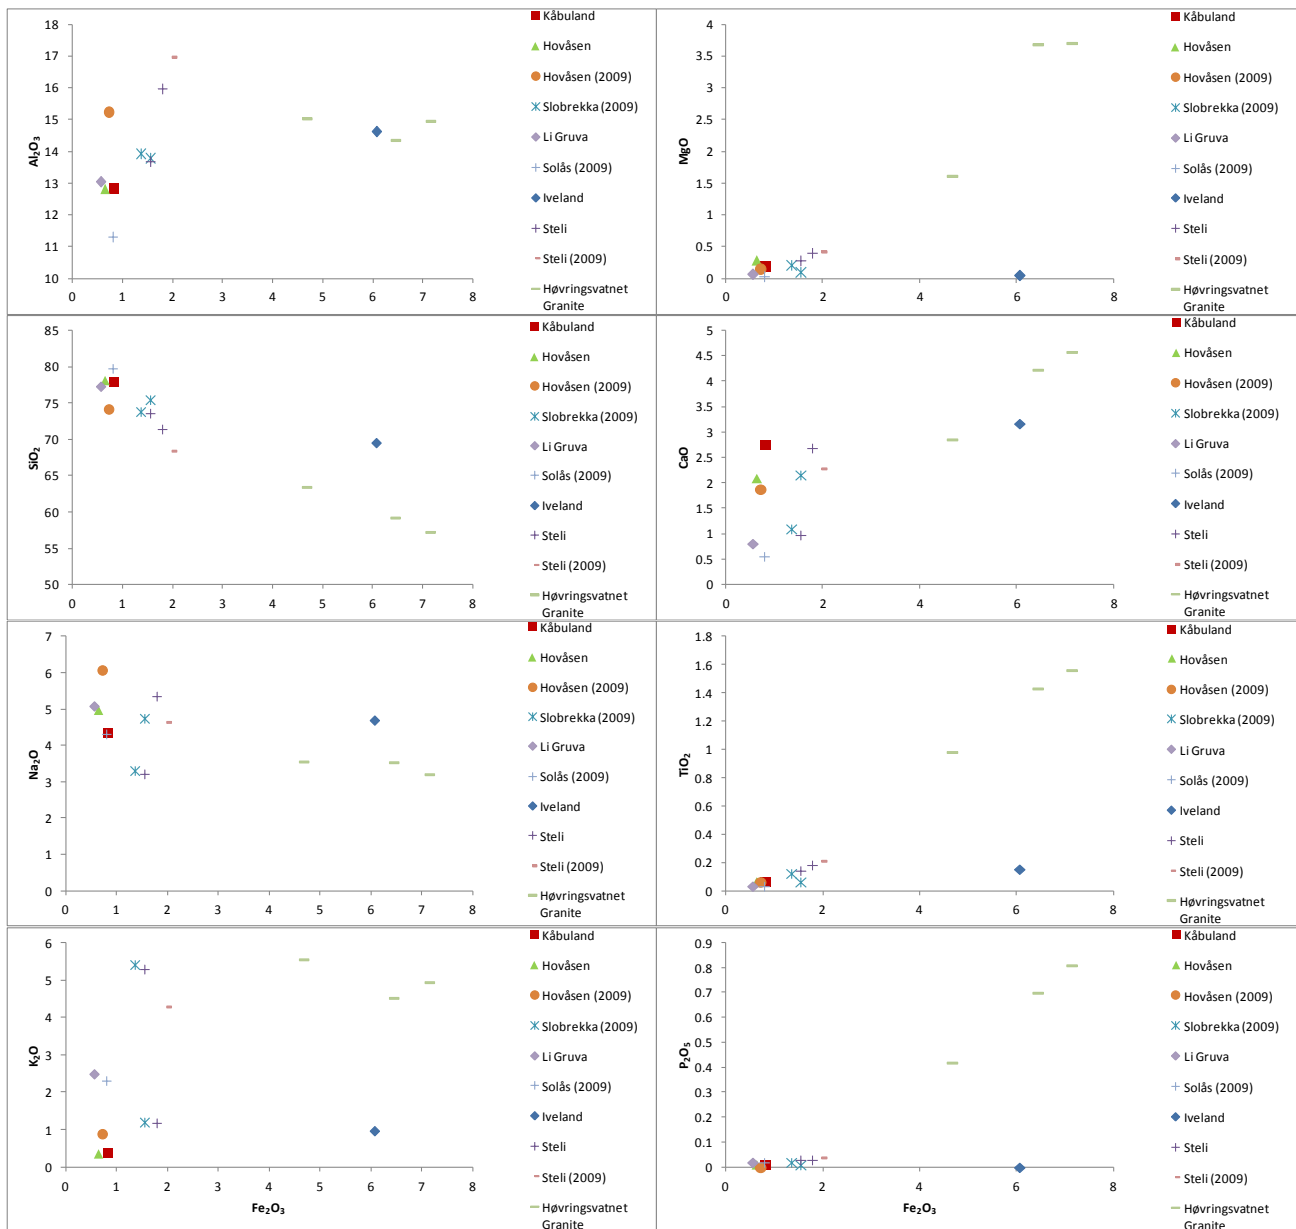 Al₂O₃
18
17
16
15
14
13
12
11
10
0 1 2 3 4 5 6 7 8
Kåbuland
Hovåsen
Hovåsen (2009)
Slobrekka (2009)
Li Gruva
Solås (2009)
Iveland
Steli
Steli (2009)
Høvringsvatnet
Granite
MgO
4
3.5
3
2.5
2
1.5
1
0.5
0
0 2 4 6 8
Kåbuland
Hovåsen
Hovåsen (2009)
Slobrekka (2009)
Li Gruva
Solås (2009)
Iveland
Steli
Steli (2009)
Høvringsvatnet
Granite
SiO₂
85
80
75
70
65
60
55
50
0 1 2 3 4 5 6 7 8
Kåbuland
Hovåsen
Hovåsen (2009)
Slobrekka (2009)
Li Gruva
Solås (2009)
Iveland
Steli
Steli (2009)
Høvringsvatnet
Granite
CaO
5
4.5
4
3.5
3
2.5
2
1.5
1
0.5
0
0 2 4 6 8
Kåbuland
Hovåsen
Hovåsen (2009)
Slobrekka (2009)
Li Gruva
Solås (2009)
Iveland
Steli
Steli (2009)
Høvringsvatnet
Granite
Na₂O
7
6
5
4
3
2
1
0
0 1 2 3 4 5 6 7 8
Kåbuland
Hovåsen
Hovåsen (2009)
Slobrekka (2009)
Li Gruva
Solås (2009)
Iveland
Steli
Steli (2009)
Høvringsvatnet
Granite
TiO₂
1.8
1.6
1.4
1.2
1
0.8
0.6
0.4
0.2
0
0 2 4 6 8
Kåbuland
Hovåsen
Hovåsen (2009)
Slobrekka (2009)
Li Gruva
Solås (2009)
Iveland
Steli
Steli (2009)
Høvringsvatnet
Granite
K₂O
6
5
4
3
2
1
0
0 1 2 3 4 5 6 7 8
Fe₂O₃
Kåbuland
Hovåsen
Hovåsen (2009)
Slobrekka (2009)
Li Gruva
Solås (2009)
Iveland
Steli
Steli (2009)
Høvringsvatnet
Granite
P₂O₅
0.9
0.8
0.7
0.6
0.5
0.4
0.3
0.2
0.1
0
0 2 4 6 8
Fe₂O₃
Kåbuland
Hovåsen
Hovåsen (2009)
Slobrekka (2009)
Li Gruva
Solås (2009)
Iveland
Steli
Steli (2009)
Høvringsvatnet
Granite